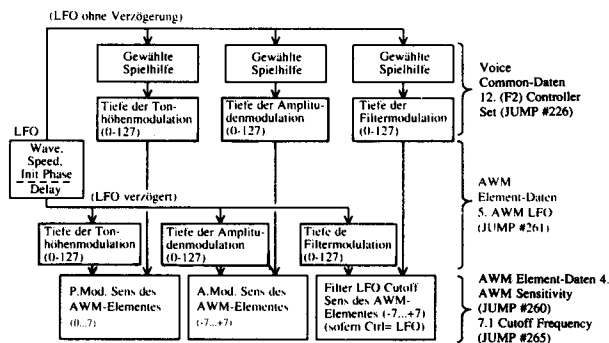 (LFO ohne Verzögerung)
Gewählte
Spielhilfe
Gewählte
Spielhilfe
Gewählte
Spielhilfe
Tiefe der Ton-
höhenmodulation
(0-127)
Tiefe der Amplitu-
denmodulation
(0-127)
Tiefe der
Filtermodulation
(0-127)
Voice
Common-Daten
12. (F2) Controller
Set (JUMP #226)
LFO
Wave,
Speed,
Init Phase
Delay
(LFO verzögert)
Tiefe der Ton-
höhenmodulation
(0-127)
Tiefe der Amplitu-
denmodulation
(0-127)
Tiefe de
Filtermodulation
(0-127)
AWM
Element-Daten
5. AWM LFO
(JUMP #261)
P.Mod. Sens des
AWM-Elementes
(0...7)
A.Mod. Sens des
AWM-Elementes
(-7...+7)
Filter LFO Cutoff
Sens des AWM-
Elementes (-7...+7)
(sofern Ctrl= LFO)
AWM Element-Daten 4.
AWM Sensitivity
(JUMP #260)
7.1 Cutoff Frequency
(JUMP #265)